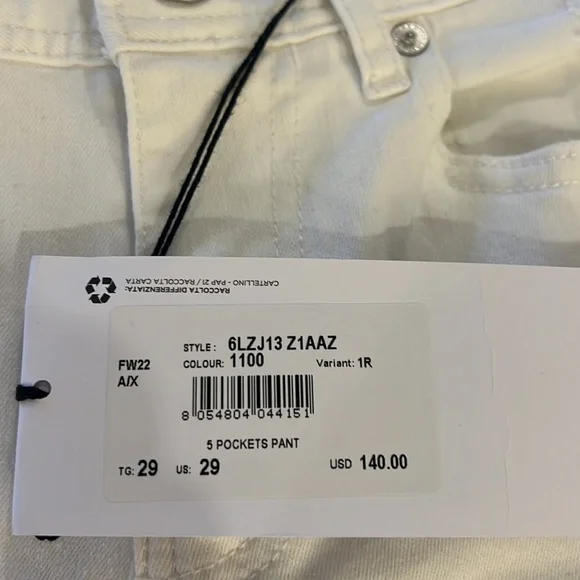 RACCOLTA DIFFERENZIATA:
CARTELLINO - PAP 21 / RACCOLTA CARTA
STYLE: 6LZJ13 Z1AAZ
FW22 COLOUR: 1100 Variant: 1R
A/X
8 054804 044151
5 POCKETS PANT
TG: 29 US: 29 USD 140.00